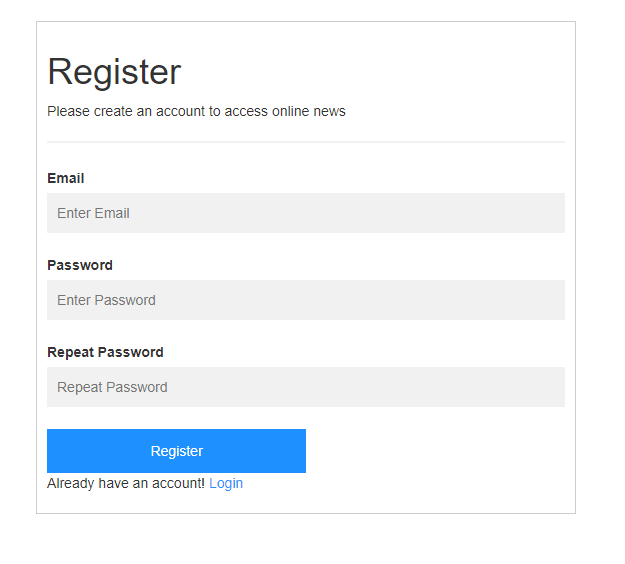 Register
Please create an account to access online news
Email
Enter Email
Password
Enter Password
Repeat Password
Repeat Password
Register
Already have an account! Login